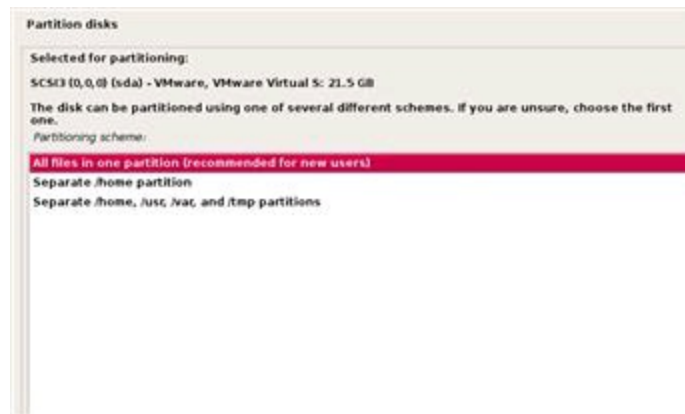 Partition disks
Selected for partitioning:
SCSI3 (0,0,0) (sda) - VMware, VMware Virtual S: 21.5 GB
The disk can be partitioned using one of several different schemes. If you are unsure, choose the first
one.
Partitioning scheme:
All files in one partition (recommended for new users)
Separate /home partition
Separate /home, /usr, /var, and /tmp partitions